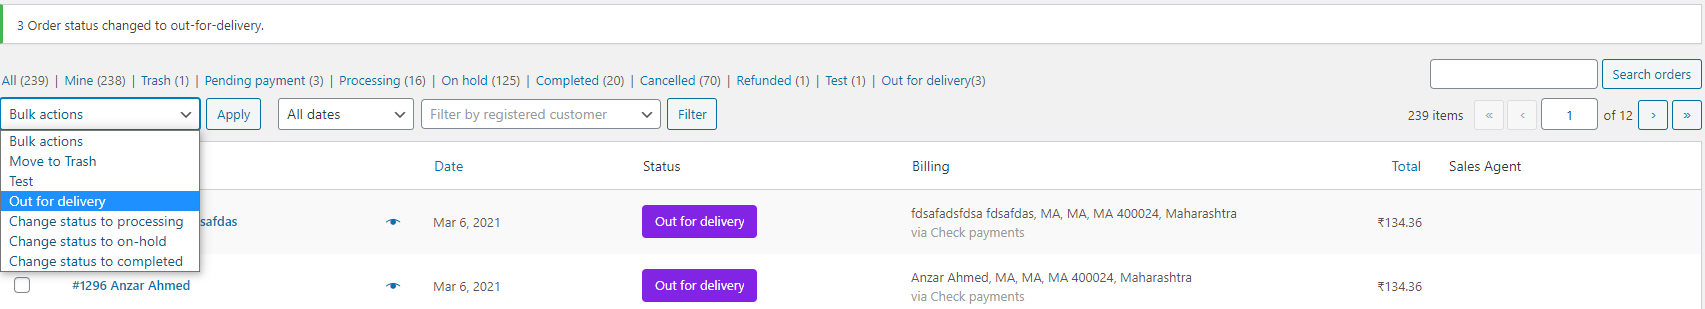 3 Order status changed to out-for-delivery.
All (239) | Mine (238) | Trash (1) | Pending payment (3) | Processing (16) | On hold (125) | Completed (20) | Cancelled (70) | Refunded (1) | Test (1) | Out for delivery(3)
Search orders
Bulk actions Apply All dates Filter by registered customer Filter 239 items « ‹ 1 of 12 › »
Bulk actions
Move to Trash
Test
Out for delivery
Change status to processing
Change status to on-hold
Change status to completed
Date Status Billing Total Sales Agent
safdas Mar 6, 2021 Out for delivery fdsafadsfdsa fdsafdas, MA, MA, MA 400024, Maharashtra ₹134.36
via Check payments
#1296 Anzar Ahmed Mar 6, 2021 Out for delivery Anzar Ahmed, MA, MA, MA 400024, Maharashtra ₹134.36
via Check payments